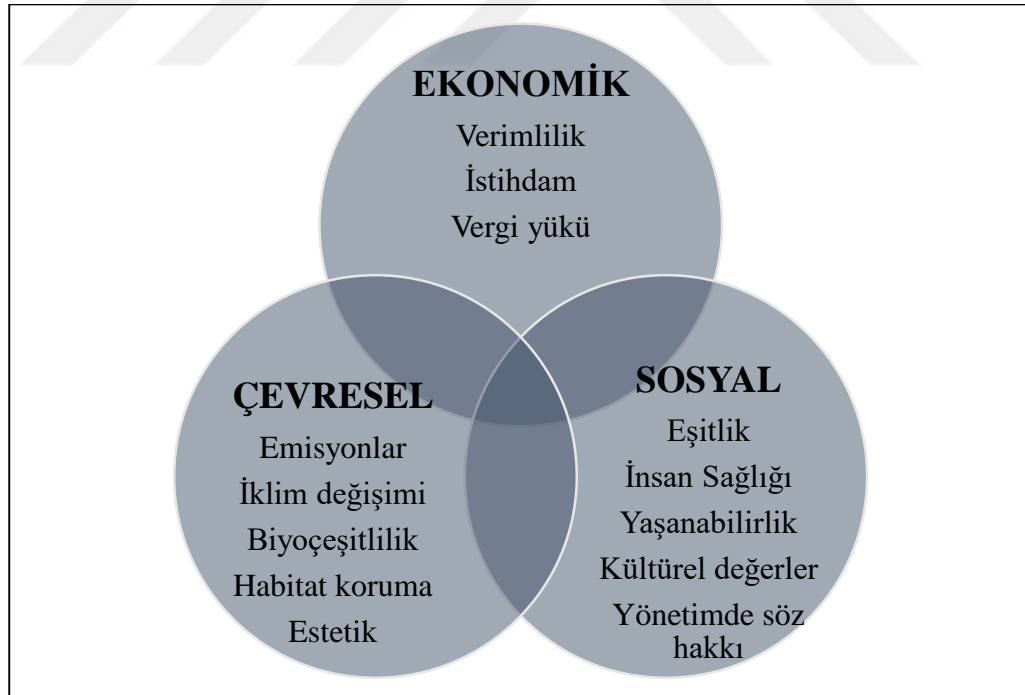 EKONOMİK
Verimlilik
İstihdam
Vergi yükü
ÇEVRESEL
Emisyonlar
İklim değişimi
Biyoçeşitlilik
Habitat koruma
Estetik
SOSYAL
Eşitlik
İnsan Sağlığı
Yaşanabilirlik
Kültürel değerler
Yönetimde söz
hakkı